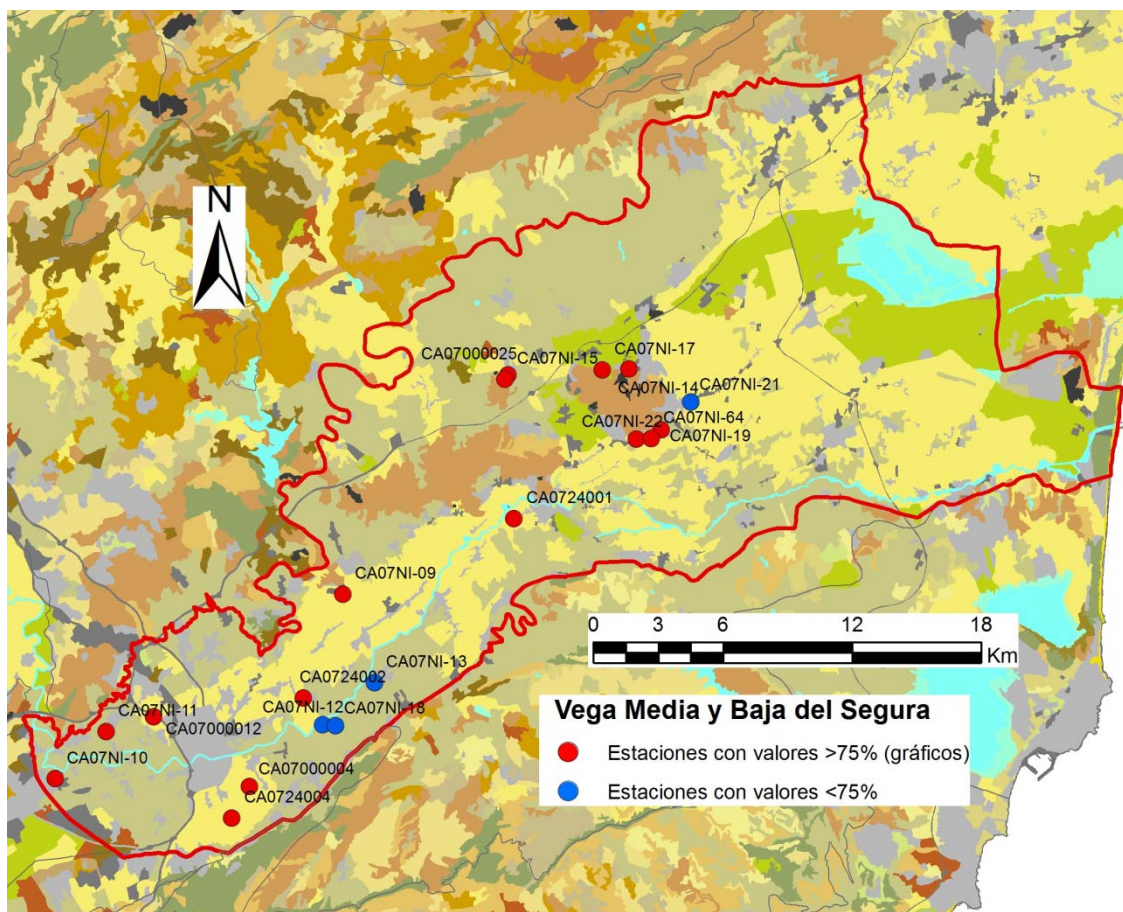 N
CA07000025
CA07NI-15
CA07NI-17
CA07NI-14
CA07NI-21
CA07NI-22
CA07NI-64
CA07NI-19
CA0724001
CA07NI-09
0 3 6 12 18
Km
CA07NI-13
CA0724002
CA07NI-12
CA07NI-18
CA07NI-11
CA07000012
CA07NI-10
CA07000004
CA0724004
Vega Media y Baja del Segura
Estaciones con valores >75% (gráficos)
Estaciones con valores <75%